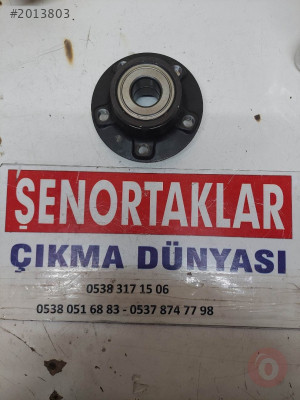 #2013803
ŞENORTAKLAR
ÇIKMA DÜNYASI
0538 317 15 06
0538 051 68 83 - 0537 874 77 98